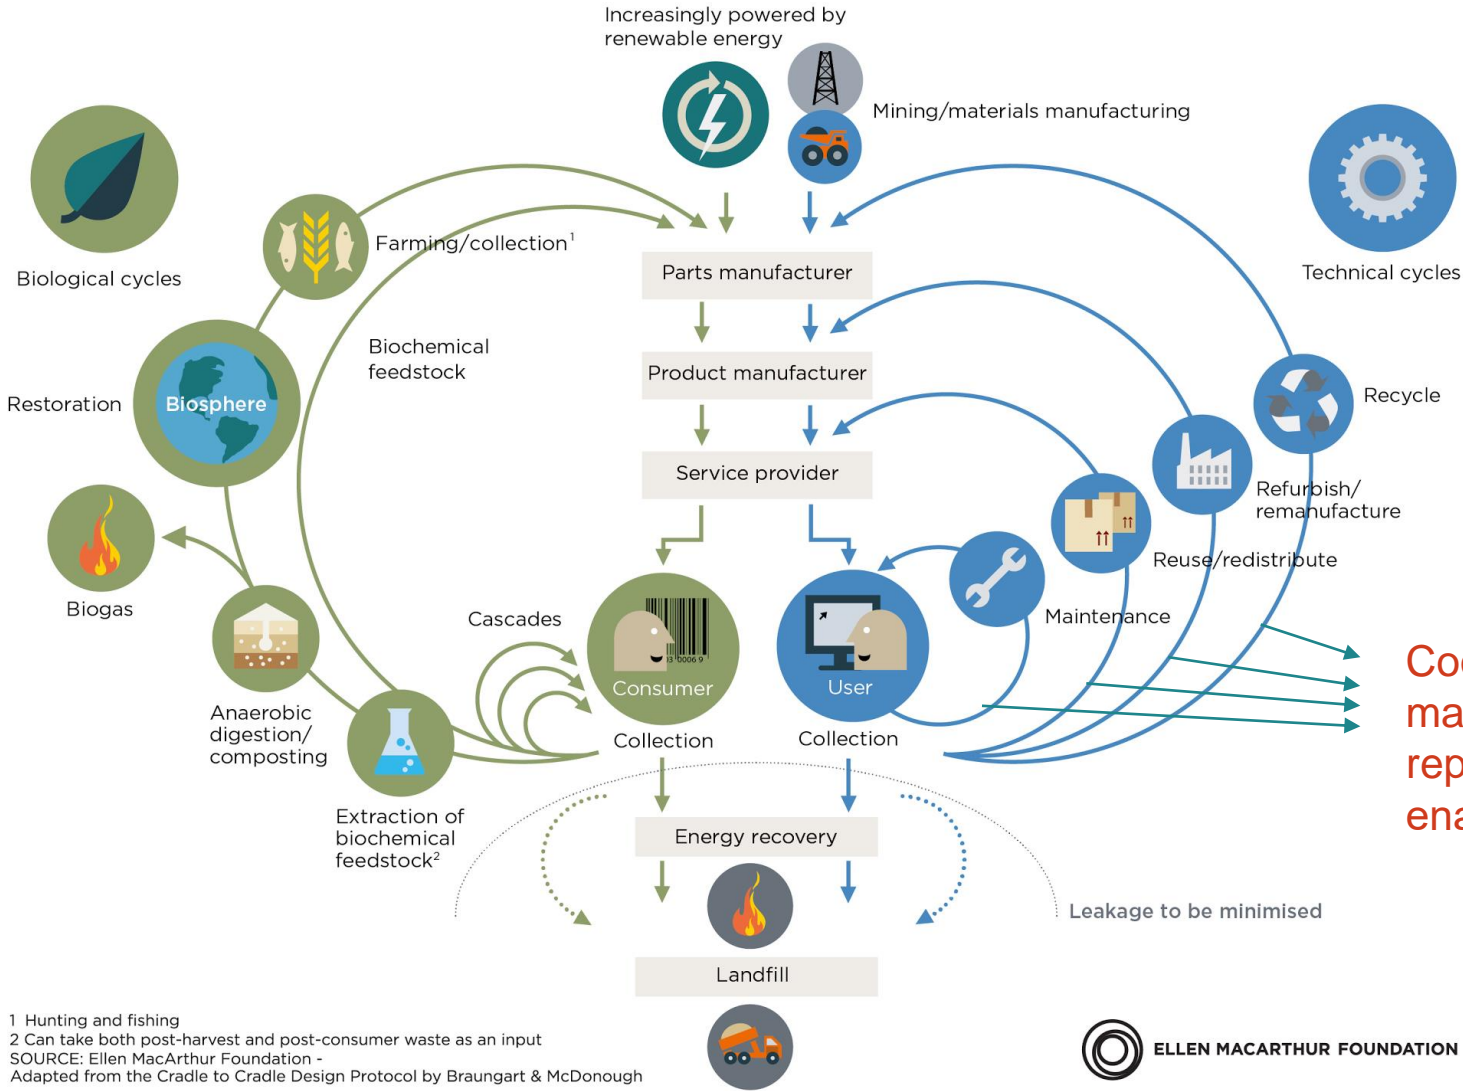 Increasingly powered by
renewable energy
Mining/materials manufacturing
Biological cycles
Technical cycles
Farming/collection¹
Parts manufacturer
Biochemical
feedstock
Product manufacturer
Restoration
Biosphere
Recycle
Service provider
Refurbish/
remanufacture
Reuse/redistribute
Biogas
Cascades
Maintenance
3 0006 9
Consumer
User
Anaerobic
digestion/
composting
Collection
Collection
Extraction of
biochemical
feedstock²
Energy recovery
Leakage to be minimised
Landfill
1 Hunting and fishing
2 Can take both post-harvest and post-consumer waste as an input
SOURCE: Ellen MacArthur Foundation -
Adapted from the Cradle to Cradle Design Protocol by Braungart & McDonough
ELLEN MACARTHUR FOUNDATION